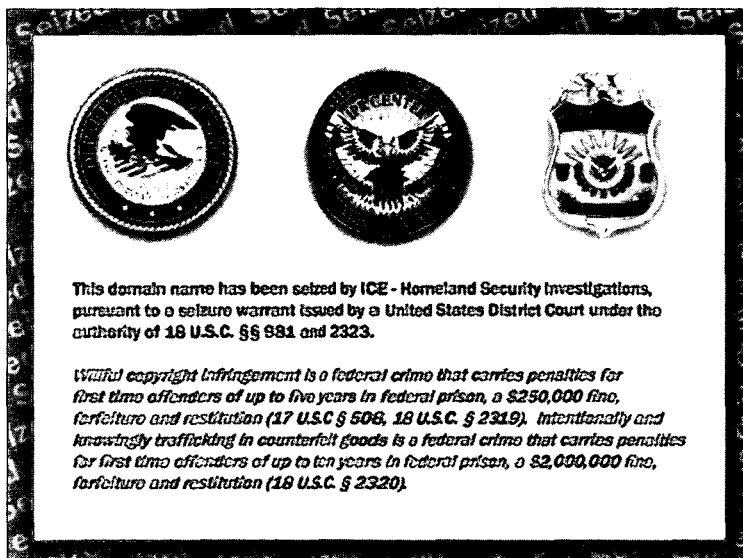 Seized Seized Seized Seized
This domain name has been seized by ICE - Homeland Security Investigations,
pursuant to a seizure warrant issued by a United States District Court under the
authority of 18 U.S.C. §§ 981 and 2323.
Willful copyright infringement is a federal crime that carries penalties for
first time offenders of up to five years in federal prison, a $250,000 fine,
forfeiture and restitution (17 U.S.C § 506, 18 U.S.C. § 2319). Intentionally and
knowingly trafficking in counterfeit goods is a federal crime that carries penalties
for first time offenders of up to ten years in federal prison, a $2,000,000 fine,
forfeiture and restitution (18 U.S.C. § 2320).